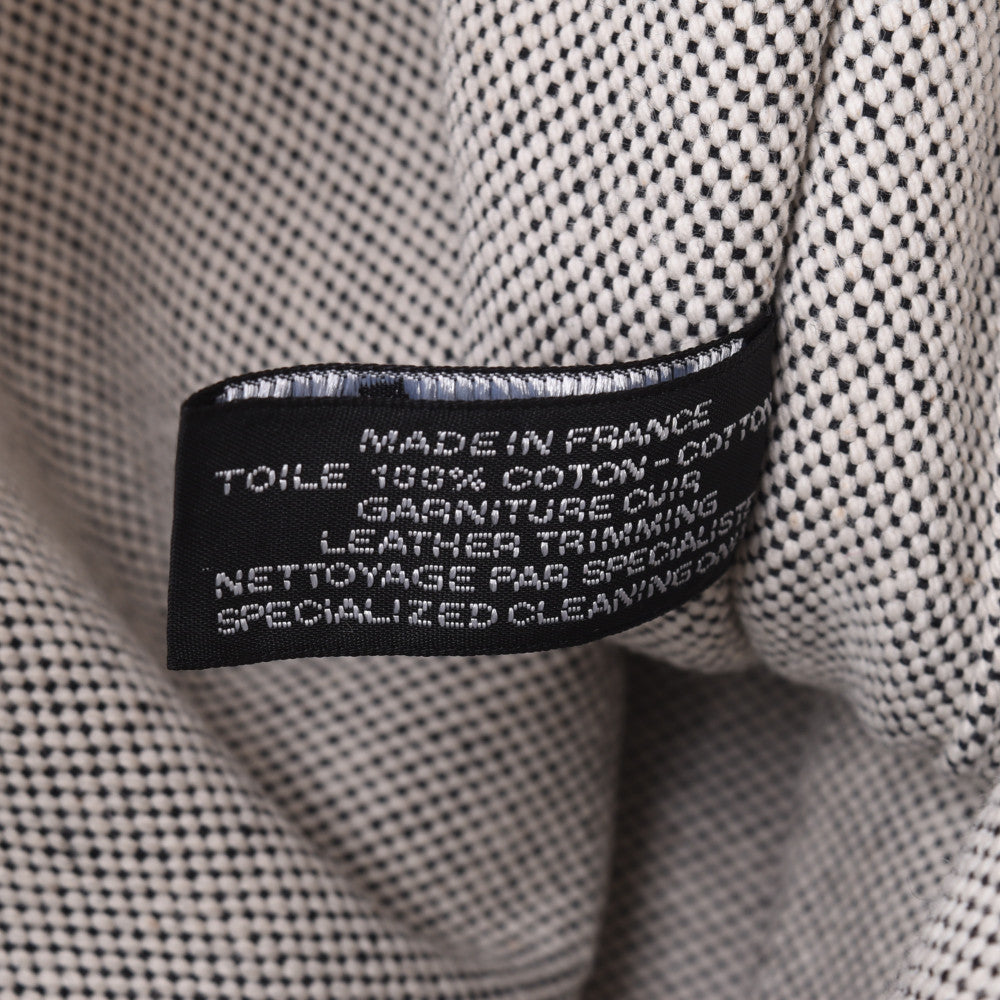 MADE IN FRANCE
TOILE 100% COTON - COTTON
GARNITURE CUIR
LEATHER TRIMMING
NETTOYAGE PAR SPECIALISTE
SPECIALIZED CLEANING